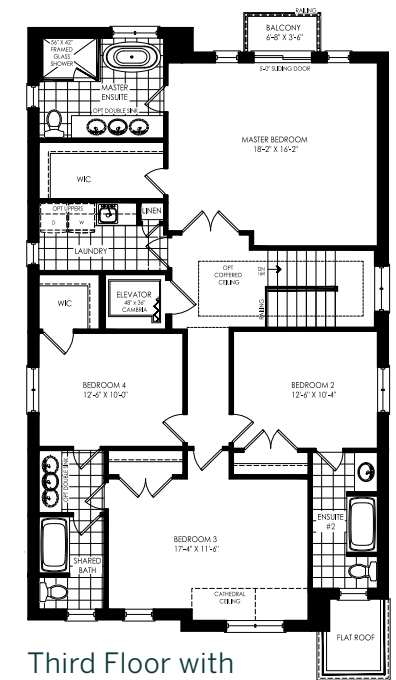 RAILING
BALCONY
6'-8" X 3'-6"
5'-0" SLIDING DOOR
56" X 42"
FRAMED
GLASS
SHOWER
MASTER
ENSUITE
OPT DOUBLE SINK
MASTER BEDROOM
18'-2" X 16'-2"
WIC
OPT UPPERS
D
W
LINEN
LAUNDRY
OPT
COFFERED
CEILING
DN
16R
RAILING
WIC
ELEVATOR
48" x 36"
CAMBRIA
BEDROOM 4
12'-6" X 10'-0"
BEDROOM 2
12'-6" X 10'-4"
OPT DOUBLE SINK
SHARED
BATH
BEDROOM 3
17'-4" X 11'-6"
CATHEDRAL
CEILING
ENSUITE
#2
FLAT ROOF
Third Floor with